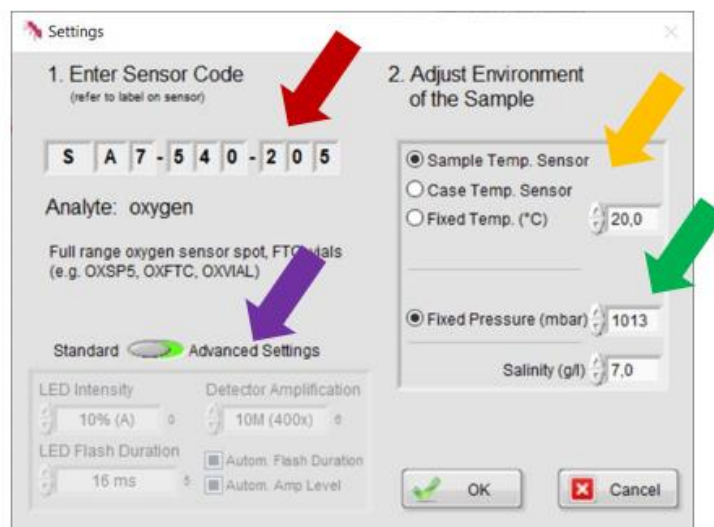 Settings
1. Enter Sensor Code
(refer to label on sensor)
S A 7 - 5 4 0 - 2 0 5
Analyte: oxygen
Full range oxygen sensor spot, FTC vials
(e.g. OXSP5, OXFTC, OXVIAL)
Standard Advanced Settings
LED Intensity
10% (A)
LED Flash Duration
16 ms
Detector Amplification
10M (400x)
Autom. Flash Duration
Autom. Amp Level
2. Adjust Environment
of the Sample
Sample Temp. Sensor
Case Temp. Sensor
Fixed Temp. (°C) 20,0
Fixed Pressure (mbar) 1013
Salinity (g/l) 7,0
OK Cancel